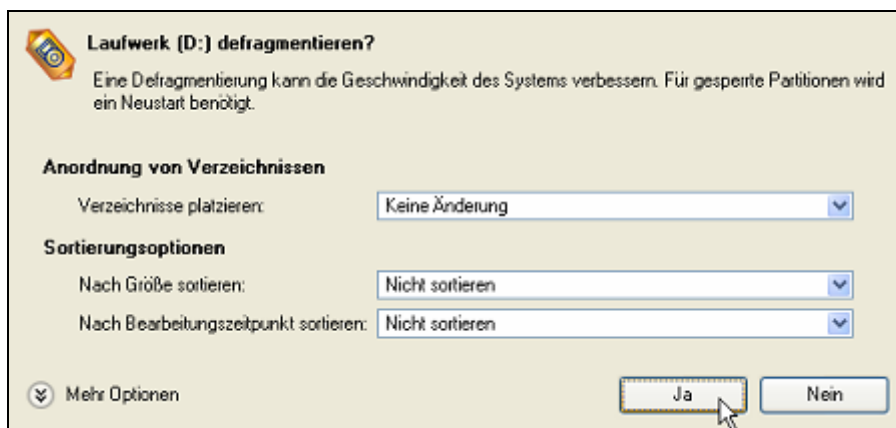 Laufwerk (D:) defragmentieren?
Eine Defragmentierung kann die Geschwindigkeit des Systems verbessern. Für gesperrte Partitionen wird
ein Neustart benötigt.
Anordnung von Verzeichnissen
Verzeichnisse platzieren: Keine Änderung
Sortierungsoptionen
Nach Größe sortieren: Nicht sortieren
Nach Bearbeitungszeitpunkt sortieren: Nicht sortieren
Mehr Optionen Ja Nein